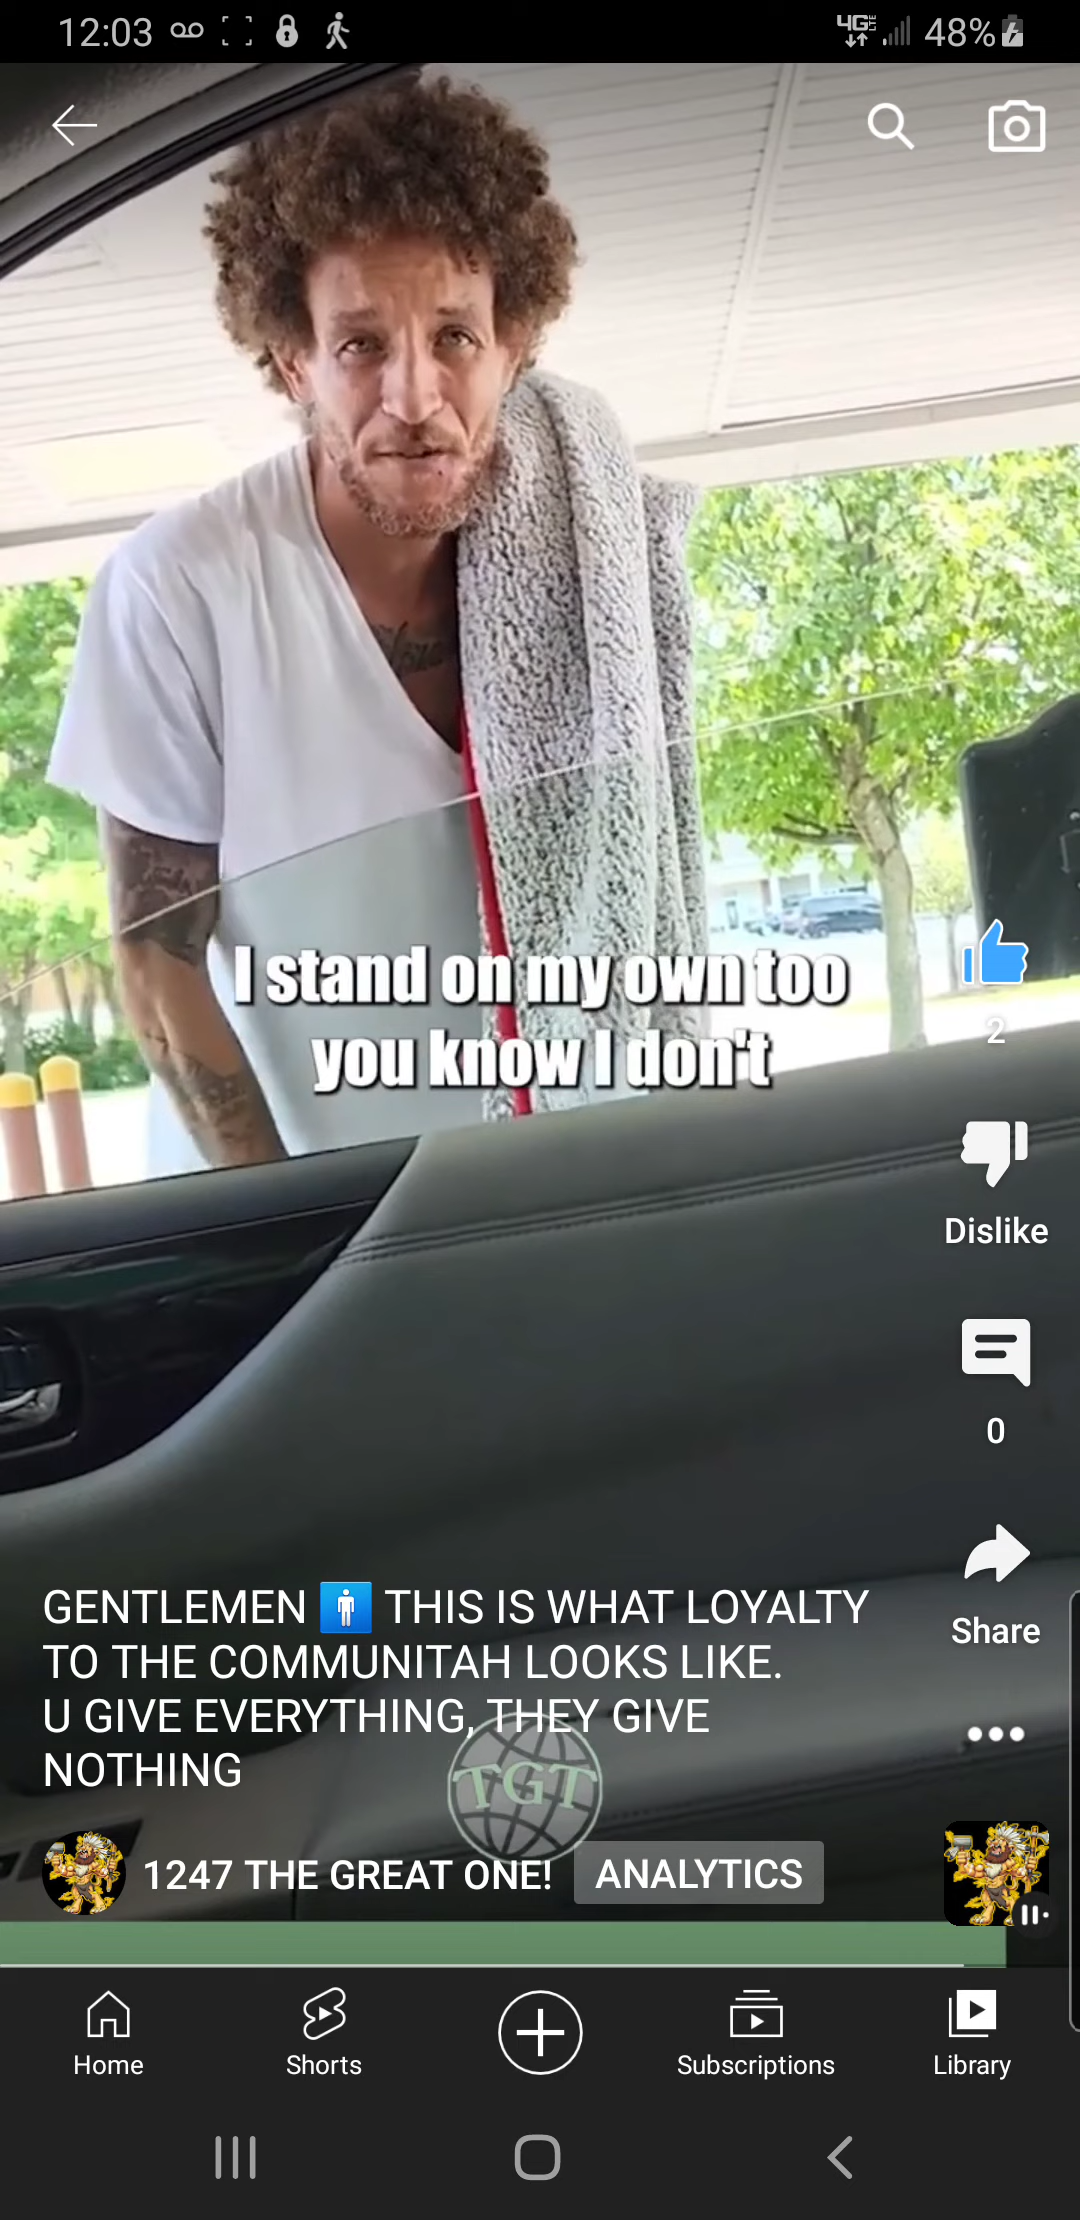 12:03
4G LTE
48%
I stand on my own too
you know I don't
2
Dislike
0
Share
GENTLEMEN 🚹 THIS IS WHAT LOYALTY
TO THE COMMUNITAH LOOKS LIKE.
U GIVE EVERYTHING, THEY GIVE
NOTHING
TGT
1247 THE GREAT ONE!
ANALYTICS
Home
Shorts
Subscriptions
Library